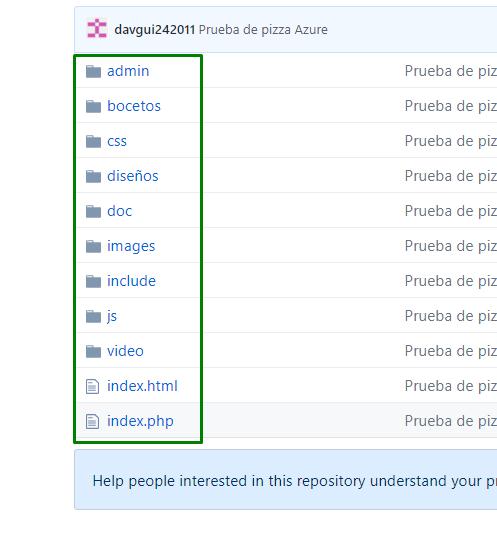 davgui242011 Prueba de pizza Azure
admin Prueba de piz
bocetos Prueba de piz
css Prueba de piz
diseños Prueba de piz
doc Prueba de piz
images Prueba de piz
include Prueba de piz
js Prueba de piz
video Prueba de piz
index.html Prueba de piz
index.php Prueba de piz
Help people interested in this repository understand your p